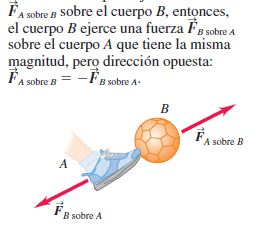 F⃗A sobre B sobre el cuerpo B, entonces,
el cuerpo B ejerce una fuerza F⃗B sobre A
sobre el cuerpo A que tiene la misma
magnitud, pero dirección opuesta:
F⃗A sobre B = −F⃗B sobre A.
B
F⃗A sobre B
A
F⃗B sobre A